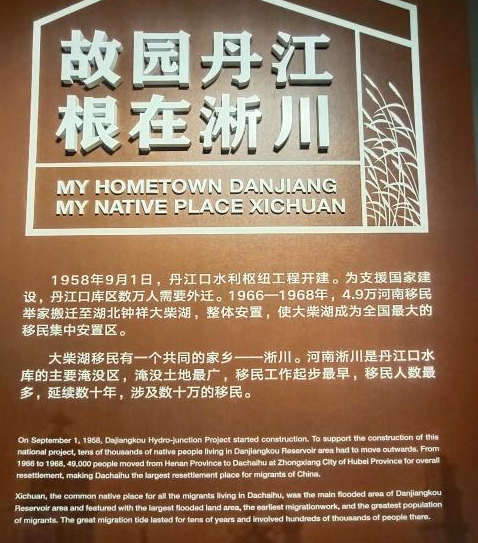 故园丹江
根在淅川
MY HOMETOWN DANJIANG
MY NATIVE PLACE XICHUAN
1958年9月1日，丹江口水利枢纽工程开建。为支援国家建
设，丹江口库区数万人需要外迁。1966—1968年，4.9万河南移民
举家搬迁至湖北钟祥大柴湖，整体安置，使大柴湖成为全国最大的
移民集中安置区。
大柴湖移民有一个共同的家乡——淅川。河南淅川是丹江口水
库的主要淹没区，淹没土地最广，移民工作起步最早，移民人数最
多，延续数十年，涉及数十万的移民。
On September 1, 1958, Dajiangkou Hydro-junction Project started construction. To support the construction of this
national project, tens of thousands of native people living in Danjiangkou Reservoir area had to move outwards. From
1966 to 1968, 49,000 people moved from Henan Province to Dachaihu at Zhongxiang City of Hubei Province for overall
resettlement, making Dachaihu the largest resettlement place for migrants of China.
Xichuan, the common native place for all the migrants living in Dachaihu, was the main flooded area of Danjiangkou
Reservoir area and featured with the largest flooded land area, the earliest migrationwork, and the greatest population
of migrants. The great migration tide lasted for tens of years and involved hundreds of thousands of people there.